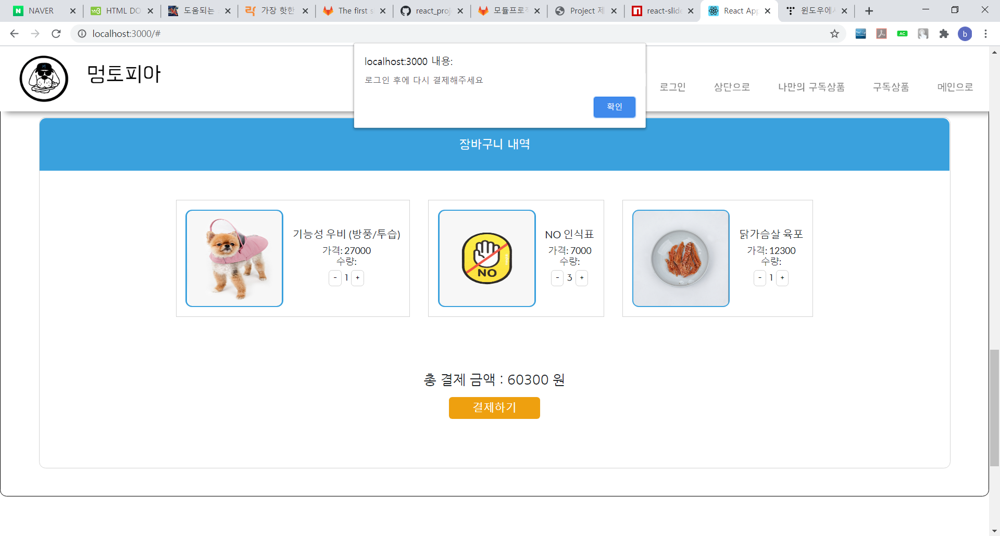 NAVER
HTML DO
도움되는
가장 핫한
The first s
react_proj
모듈프로젝
Project 제
react-slide
React App
윈도우에서
localhost:3000/#
AC
b
멍토피아
localhost:3000 내용:
로그인 후에 다시 결제해주세요
확인
로그인
상단으로
나만의 구독상품
구독상품
메인으로
장바구니 내역
기능성 우비 (방풍/투습)
가격: 27000
수량:
- 1 +
NO
NO 인식표
가격: 7000
수량:
- 3 +
닭가슴살 육포
가격: 12300
수량:
- 1 +
총 결제 금액 : 60300 원
결제하기